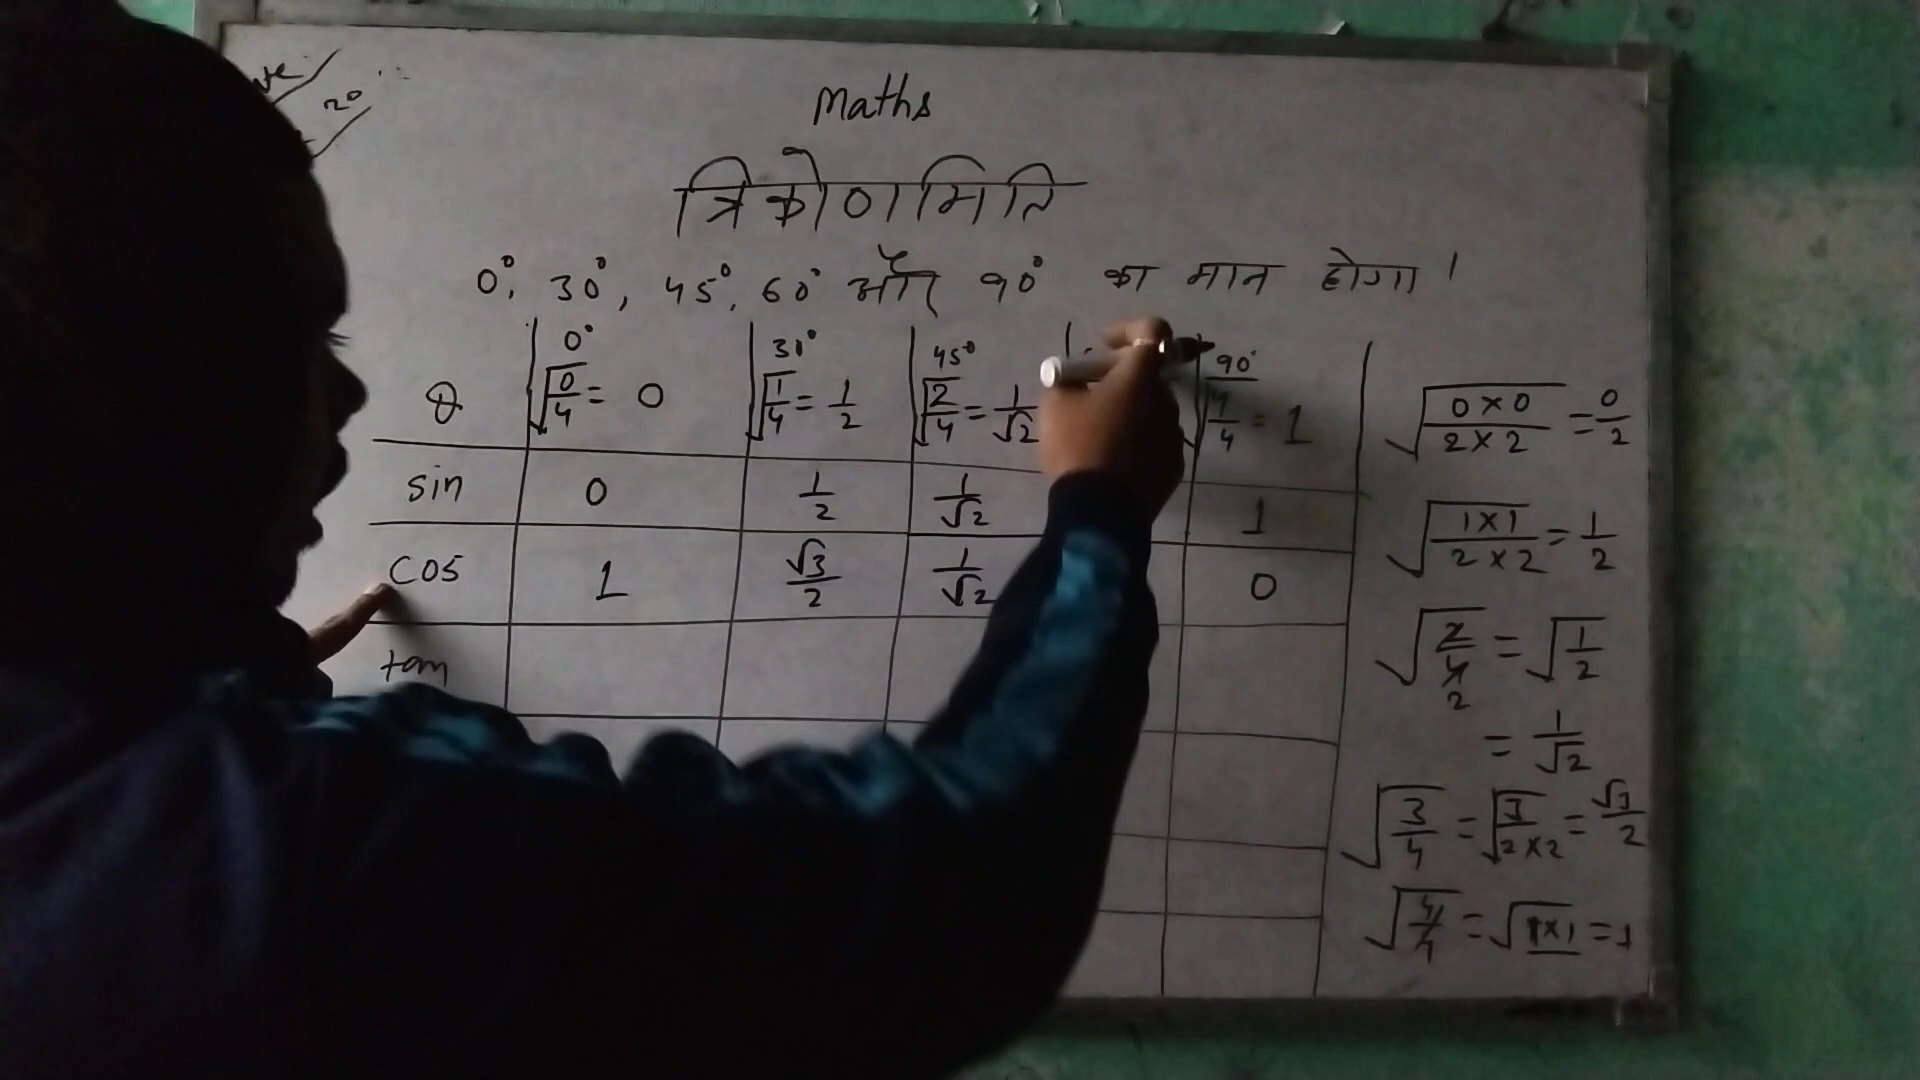 Maths
त्रिकोणमिति
0°, 30°, 45°, 60° और 90° का मान होगा।
θ 0° √0/4 = 0 30° √1/4 = 1/2 45° √2/4 = 1/√2 90° √4/4 = 1
sin 0 1/2 1/√2 1
cos 1 √3/2 1/√2 0
tan
√(0×0)/(2×2) = 0/2
√(1×1)/(2×2) = 1/2
√2/4 2 = √1/2
= 1/√2
√3/4 = √3/(2×2) = √3/2
√4/4 = √1×1 = 1